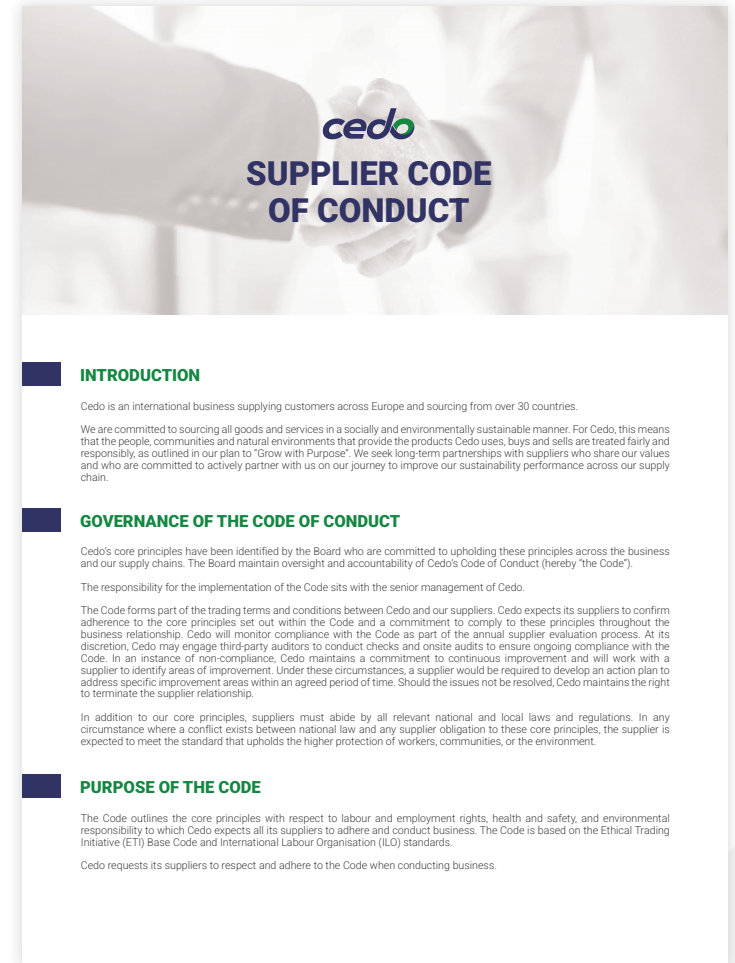 cedo
SUPPLIER CODE
OF CONDUCT
INTRODUCTION
Cedo is an international business supplying customers across Europe and sourcing from over 30 countries.
We are committed to sourcing all goods and services in a socially and environmentally sustainable manner. For Cedo, this means
that the people, communities and natural environments that provide the products Cedo uses, buys and sells are treated fairly and
responsibly, as outlined in our plan to “Grow with Purpose”. We seek long-term partnerships with suppliers who share our values
and who are committed to actively partner with us on our journey to improve our sustainability performance across our supply
chain.
GOVERNANCE OF THE CODE OF CONDUCT
Cedo’s core principles have been identified by the Board who are committed to upholding these principles across the business
and our supply chains. The Board maintain oversight and accountability of Cedo’s Code of Conduct (hereby “the Code”).
The responsibility for the implementation of the Code sits with the senior management of Cedo.
The Code forms part of the trading terms and conditions between Cedo and our suppliers. Cedo expects its suppliers to confirm
adherence to the core principles set out within the Code and a commitment to comply to these principles throughout the
business relationship. Cedo will monitor compliance with the Code as part of the annual supplier evaluation process. At its
discretion, Cedo may engage third-party auditors to conduct checks and onsite audits to ensure ongoing compliance with the
Code. In an instance of non-compliance, Cedo maintains a commitment to continuous improvement and will work with a
supplier to identify areas of improvement. Under these circumstances, a supplier would be required to develop an action plan to
address specific improvement areas within an agreed period of time. Should the issues not be resolved, Cedo maintains the right
to terminate the supplier relationship.
In addition to our core principles, suppliers must abide by all relevant national and local laws and regulations. In any
circumstance where a conflict exists between national law and any supplier obligation to these core principles, the supplier is
expected to meet the standard that upholds the higher protection of workers, communities, or the environment.
PURPOSE OF THE CODE
The Code outlines the core principles with respect to labour and employment rights, health and safety, and environmental
responsibility to which Cedo expects all its suppliers to adhere and conduct business. The Code is based on the Ethical Trading
Initiative (ETI) Base Code and International Labour Organisation (ILO) standards.
Cedo requests its suppliers to respect and adhere to the Code when conducting business.